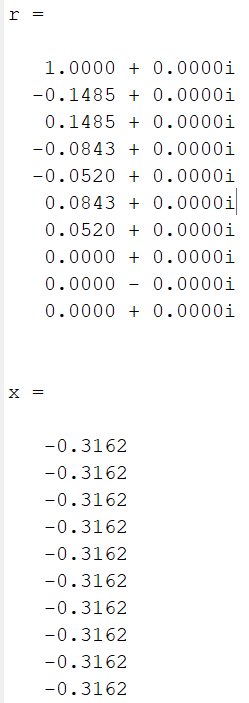 r =
1.0000 + 0.0000i
-0.1485 + 0.0000i
0.1485 + 0.0000i
-0.0843 + 0.0000i
-0.0520 + 0.0000i
0.0843 + 0.0000i
0.0520 + 0.0000i
0.0000 + 0.0000i
0.0000 - 0.0000i
0.0000 + 0.0000i
x =
-0.3162
-0.3162
-0.3162
-0.3162
-0.3162
-0.3162
-0.3162
-0.3162
-0.3162
-0.3162